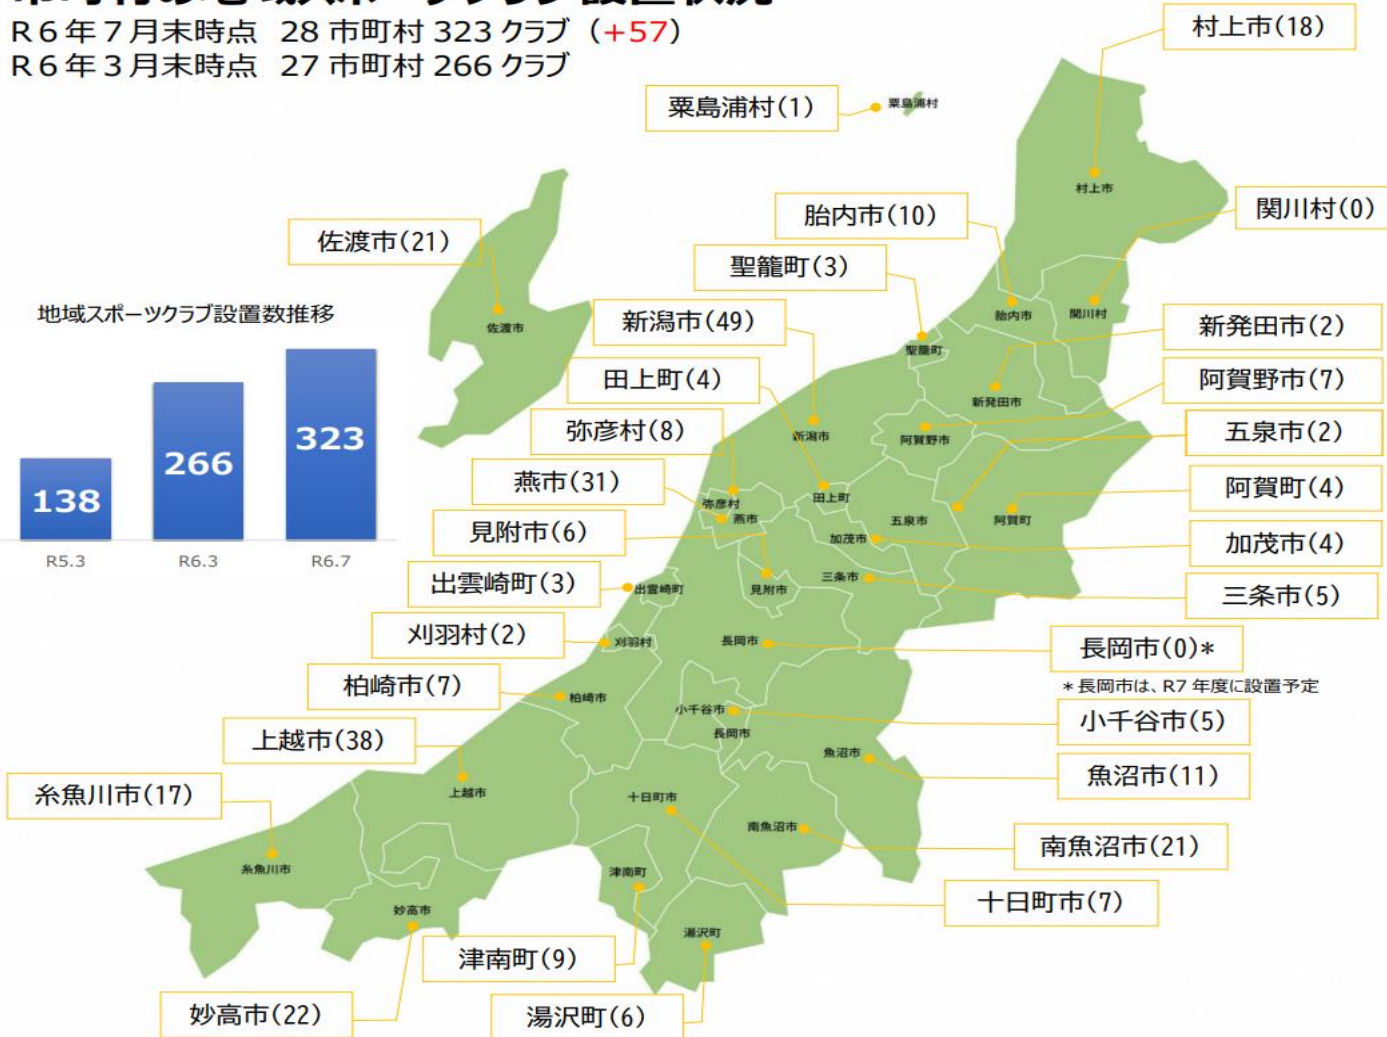 R6年7月末時点 28市町村323クラブ (+57)
R6年3月末時点 27市町村266クラブ
村上市(18)
粟島浦村(1)
粟島浦村
村上市
関川村(0)
胎内市(10)
佐渡市(21)
聖籠町(3)
地域スポーツクラブ設置数推移
佐渡市
新潟市(49)
胎内市
関川村
新発田市(2)
聖籠町
田上町(4)
阿賀野市(7)
新発田市
弥彦村(8)
新潟市
阿賀野市
五泉市(2)
138
266
323
燕市(31)
阿賀町(4)
弥彦村
燕市
田上町
五泉市
阿賀町
見附市(6)
加茂市
加茂市(4)
R5.3
R6.3
R6.7
出雲崎町(3)
出雲崎町
見附市
三条市
三条市(5)
刈羽村(2)
刈羽村
長岡市
長岡市(0)*
*長岡市は、R7年度に設置予定
柏崎市(7)
柏崎市
小千谷市
小千谷市(5)
長岡市
上越市(38)
魚沼市
魚沼市(11)
糸魚川市(17)
上越市
十日町市
南魚沼市
南魚沼市(21)
糸魚川市
津南町
十日町市(7)
妙高市
湯沢町
津南町(9)
妙高市(22)
湯沢町(6)